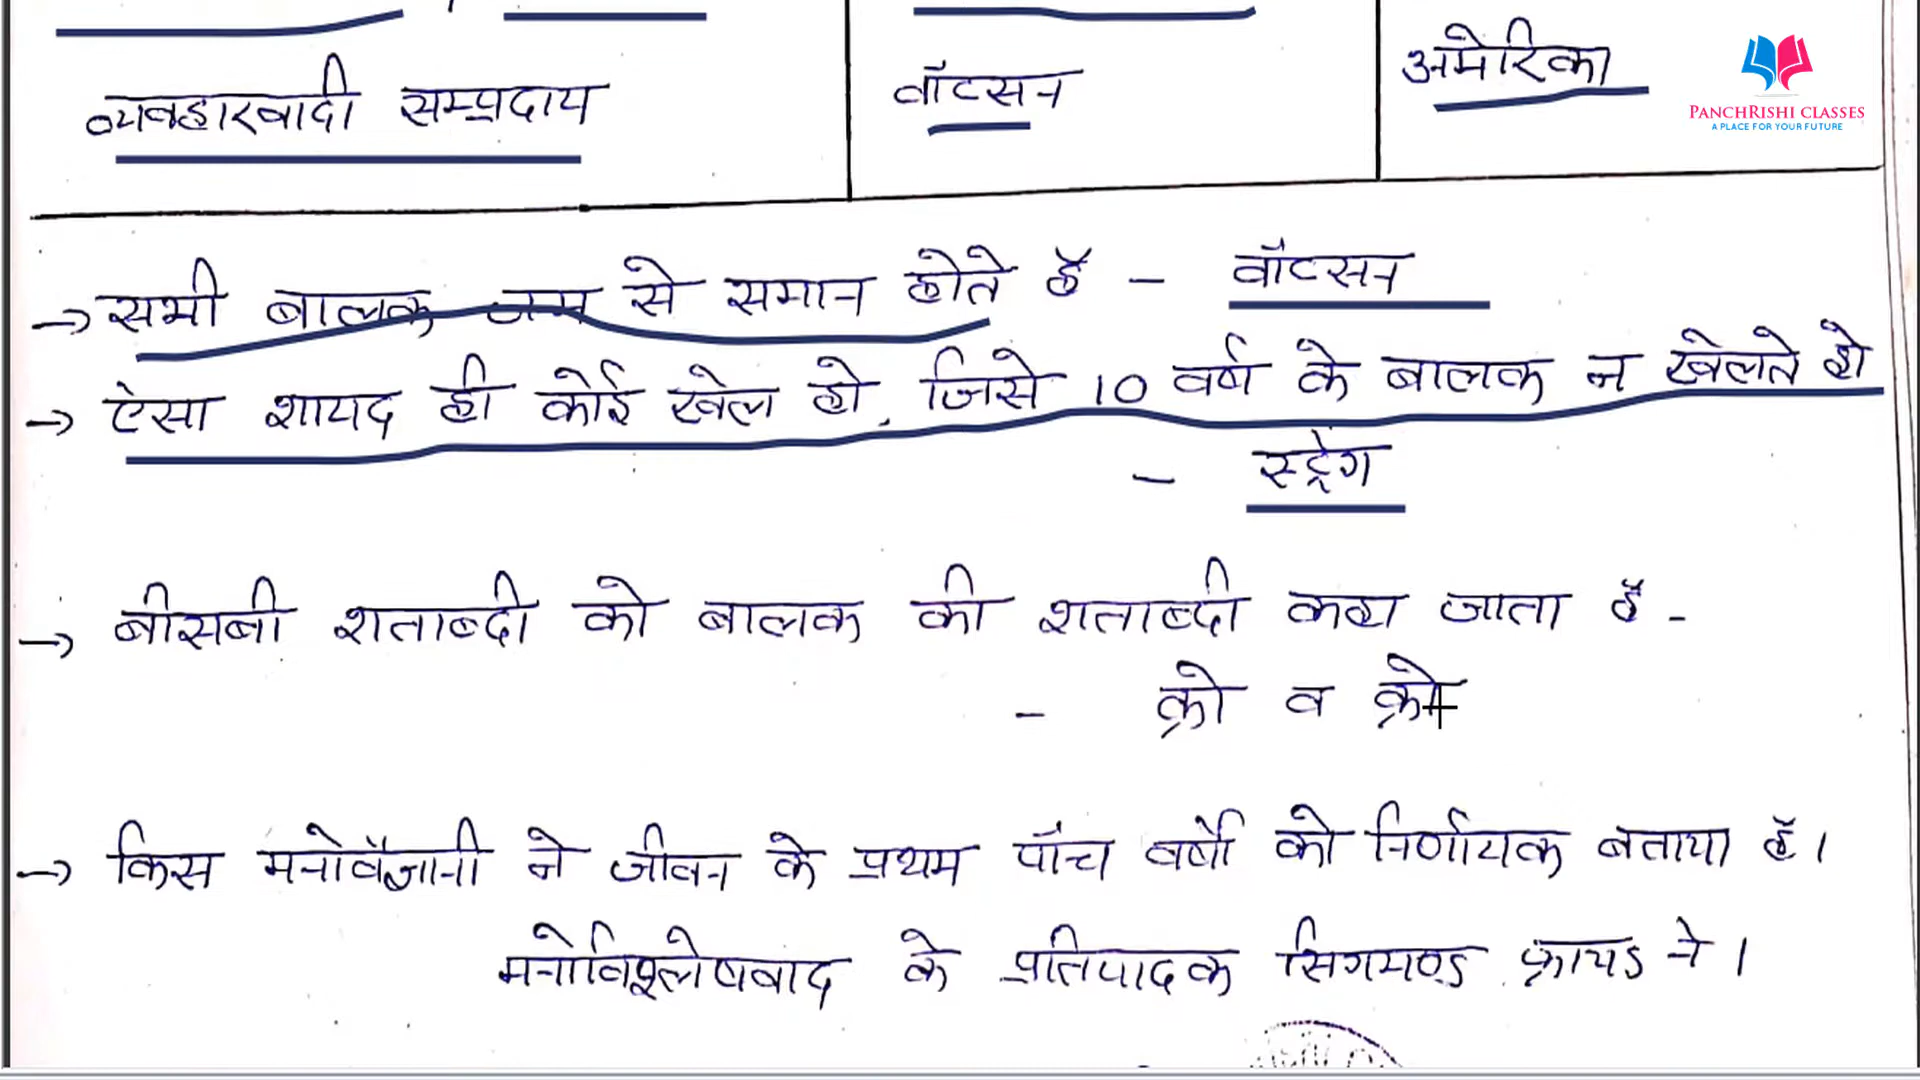 व्यवहारवादी सम्प्रदाय वॉटसन अमेरिका
PANCHRISHI CLASSES
A PLACE FOR YOUR FUTURE
→ सभी बालक जन्म से समान होते हैं - वॉटसन
→ ऐसा शायद ही कोई खेल हो, जिसे 10 वर्ष के बालक न खेलते हो
- स्ट्रेंग
→ बीसबी शताब्दी को बालक की शताब्दी कहा जाता है -
- क्रो व क्रो
→ किस मनोवैज्ञानी ने जीवन के प्रथम पाँच वर्षो को निर्णायक बताया है।
मनोविश्लेषवाद के प्रतिपादक सिगमण्ड फ्रायड ने।